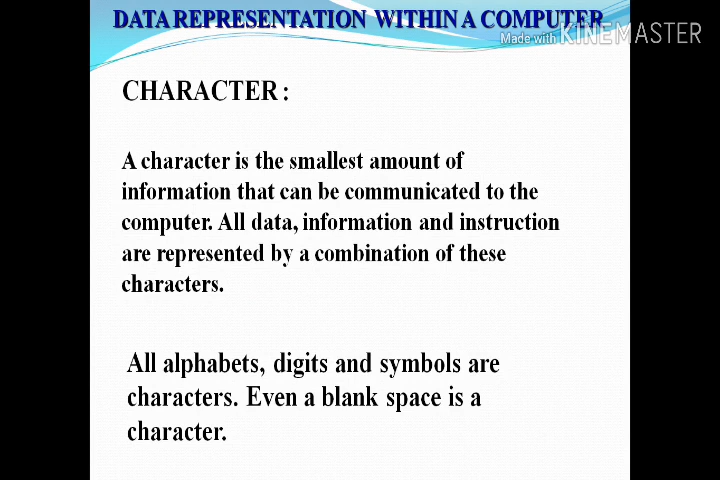 DATA REPRESENTATION WITHIN A COMPUTER
Made with KINEMASTER
CHARACTER :
A character is the smallest amount of
information that can be communicated to the
computer. All data, information and instruction
are represented by a combination of these
characters.
All alphabets, digits and symbols are
characters. Even a blank space is a
character.